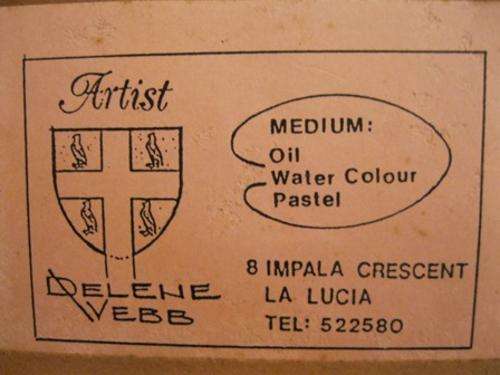 Artist
DELENE
WEBB
MEDIUM:
Oil
Water Colour
Pastel
8 IMPALA CRESCENT
LA LUCIA
TEL: 522580